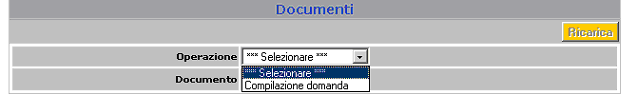 Documenti
Ricarica
Operazione *** Selezionare ***
*** Selezionare ***
Documento Compilazione domanda